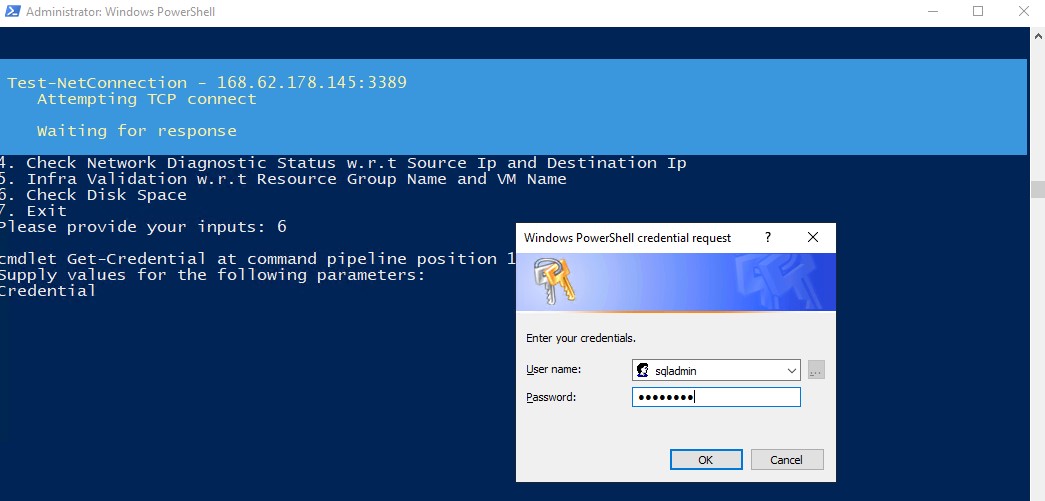 Administrator: Windows PowerShell
Test-NetConnection - 168.62.178.145:3389
Attempting TCP connect
Waiting for response
4. Check Network Diagnostic Status w.r.t Source Ip and Destination Ip
5. Infra Validation w.r.t Resource Group Name and VM Name
6. Check Disk Space
7. Exit
Please provide your inputs: 6
cmdlet Get-Credential at command pipeline position 1
Supply values for the following parameters:
Credential
Windows PowerShell credential request
?
Enter your credentials.
User name: sqladmin
...
Password: ●●●●●●●●
OK Cancel